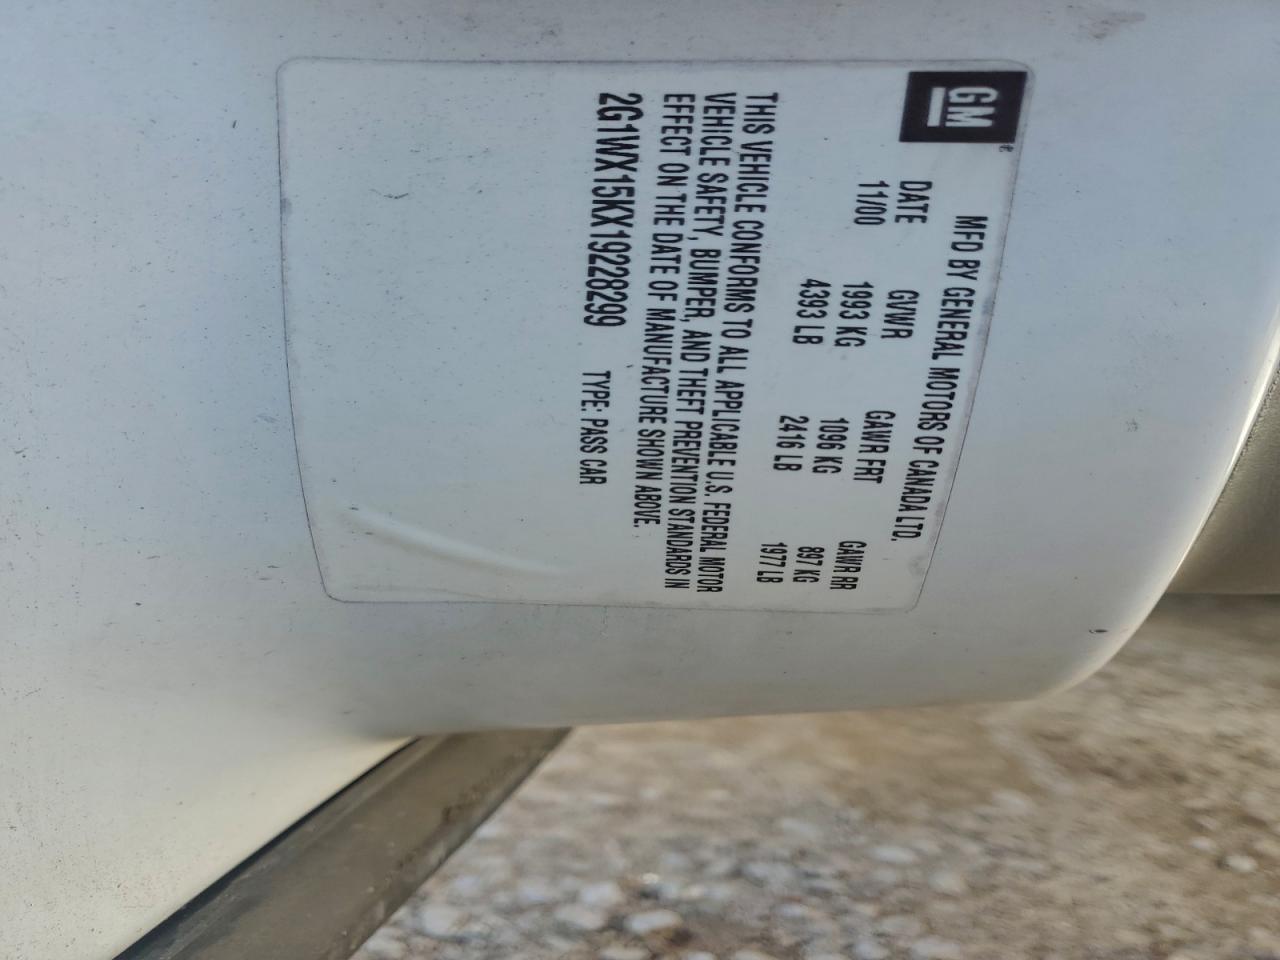 GM
MFD BY GENERAL MOTORS OF CANADA LTD.
DATE GVWR GAWR FRT GAWR RR
11/00 1993 KG 1096 KG 897 KG
4393 LB 2416 LB 1977 LB
THIS VEHICLE CONFORMS TO ALL APPLICABLE U.S. FEDERAL MOTOR
VEHICLE SAFETY, BUMPER, AND THEFT PREVENTION STANDARDS IN
EFFECT ON THE DATE OF MANUFACTURE SHOWN ABOVE.
2G1WX15KX19228299 TYPE: PASS CAR